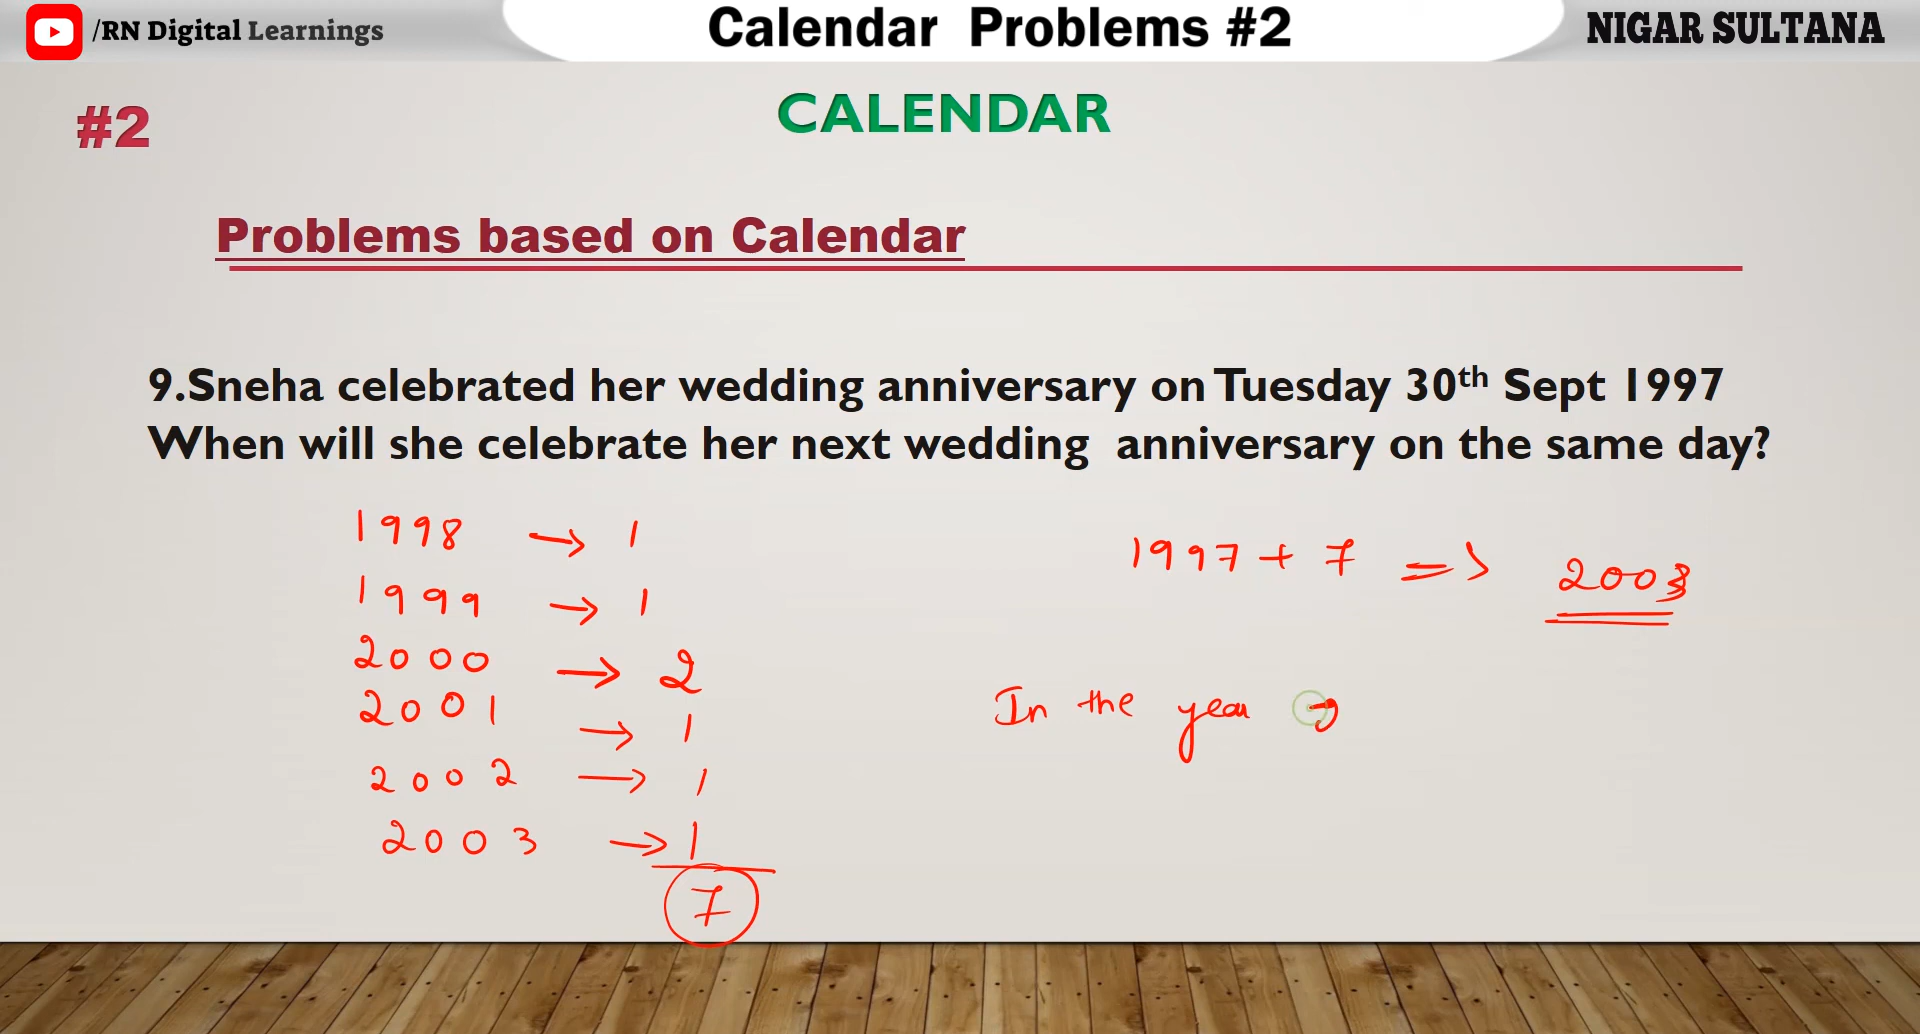 /RN Digital Learnings
Calendar Problems #2
NIGAR SULTANA
#2
CALENDAR
Problems based on Calendar
9.Sneha celebrated her wedding anniversary on Tuesday 30th Sept 1997
When will she celebrate her next wedding anniversary on the same day?
1998 → 1
1999 → 1
2000 → 2
2001 → 1
2002 → 1
2003 → 1
7
1997 + 7 => 2003
In the year